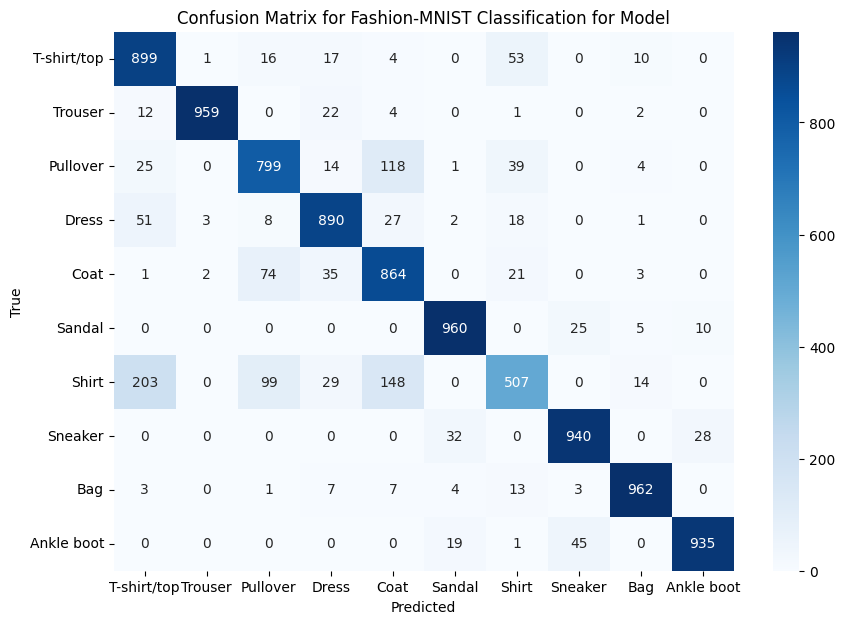 Confusion Matrix for Fashion-MNIST Classification for Model
T-shirt/top 899 1 16 17 4 0 53 0 10 0
Trouser 12 959 0 22 4 0 1 0 2 0
Pullover 25 0 799 14 118 1 39 0 4 0
Dress 51 3 8 890 27 2 18 0 1 0
Coat 1 2 74 35 864 0 21 0 3 0
Sandal 0 0 0 0 0 960 0 25 5 10
Shirt 203 0 99 29 148 0 507 0 14 0
Sneaker 0 0 0 0 0 32 0 940 0 28
Bag 3 0 1 7 7 4 13 3 962 0
Ankle boot 0 0 0 0 0 19 1 45 0 935
T-shirt/top Trouser Pullover Dress Coat Sandal Shirt Sneaker Bag Ankle boot
Predicted
True
800
600
400
200
0